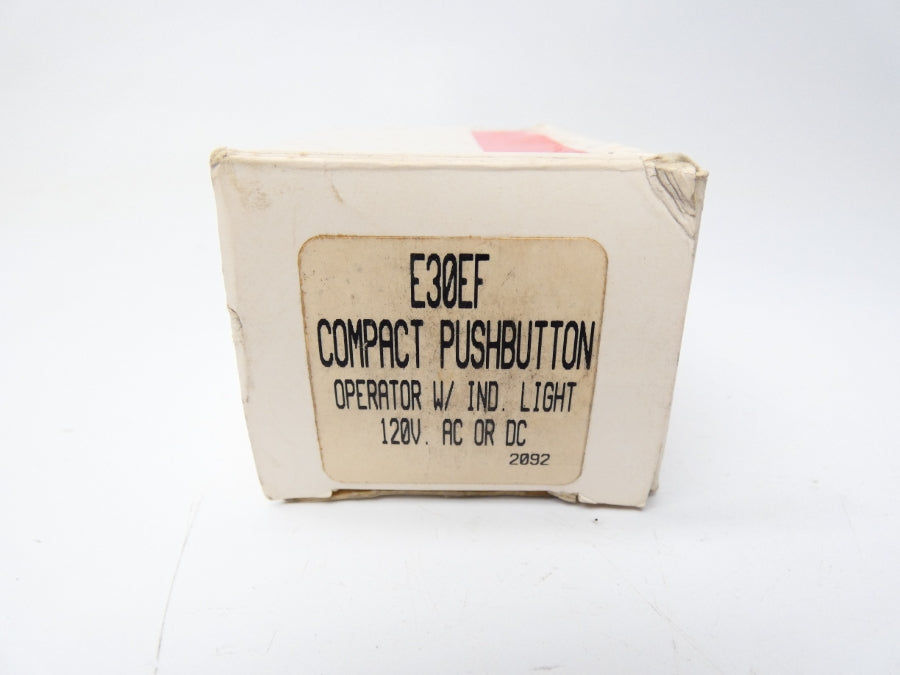 E30EF
COMPACT PUSHBUTTON
OPERATOR W/ IND. LIGHT
120V. AC OR DC
2092